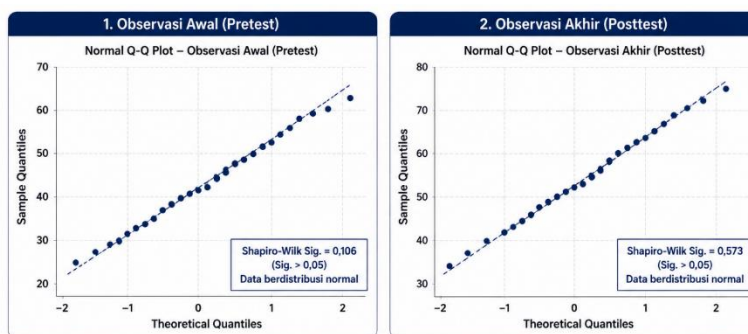 1. Observasi Awal (Pretest)
Normal Q-Q Plot – Observasi Awal (Pretest)
Sample Quantiles
70
60
50
40
30
20
−2
−1
0
1
2
Theoretical Quantiles
Shapiro-Wilk Sig. = 0,106
(Sig. > 0,05)
Data berdistribusi normal
2. Observasi Akhir (Posttest)
Normal Q-Q Plot – Observasi Akhir (Posttest)
Sample Quantiles
80
70
60
50
40
30
−2
−1
0
1
2
Theoretical Quantiles
Shapiro-Wilk Sig. = 0,573
(Sig. > 0,05)
Data berdistribusi normal